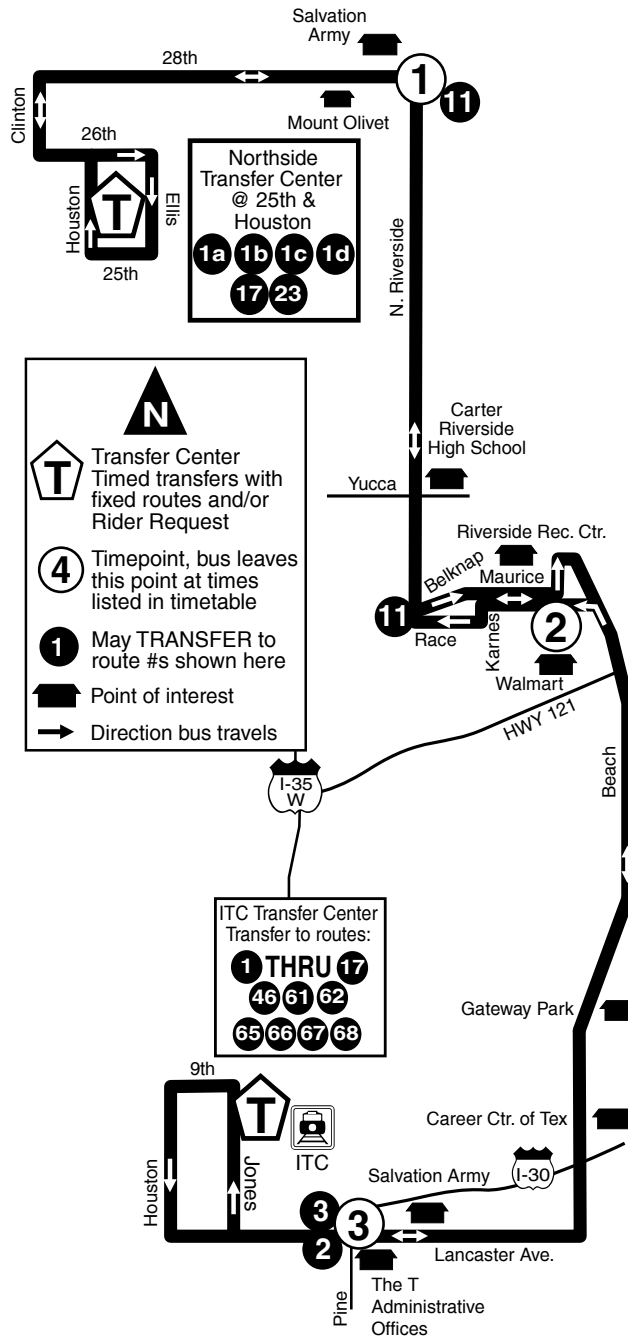 Salvation
Army
28th
1
11
Mount Olivet
Clinton
26th
Houston
T
Ellis
25th
Northside
Transfer Center
@ 25th &
Houston
1a 1b 1c 1d
17 23
N. Riverside
N
T
Transfer Center
Timed transfers with
fixed routes and/or
Rider Request
4
Timepoint, bus leaves
this point at times
listed in timetable
1
May TRANSFER to
route #s shown here
Point of interest
Direction bus travels
Carter
Riverside
High School
Yucca
Riverside Rec. Ctr.
Belknap
Maurice
11
Race
Karnes
2
Walmart
HWY 121
I-35
W
Beach
ITC Transfer Center
Transfer to routes:
1 THRU 17
46 61 62
65 66 67 68
Gateway Park
9th
T
ITC
Career Ctr. of Tex
I-30
Salvation Army
Houston
Jones
3
2
3
Lancaster Ave.
Pine
The T
Administrative
Offices